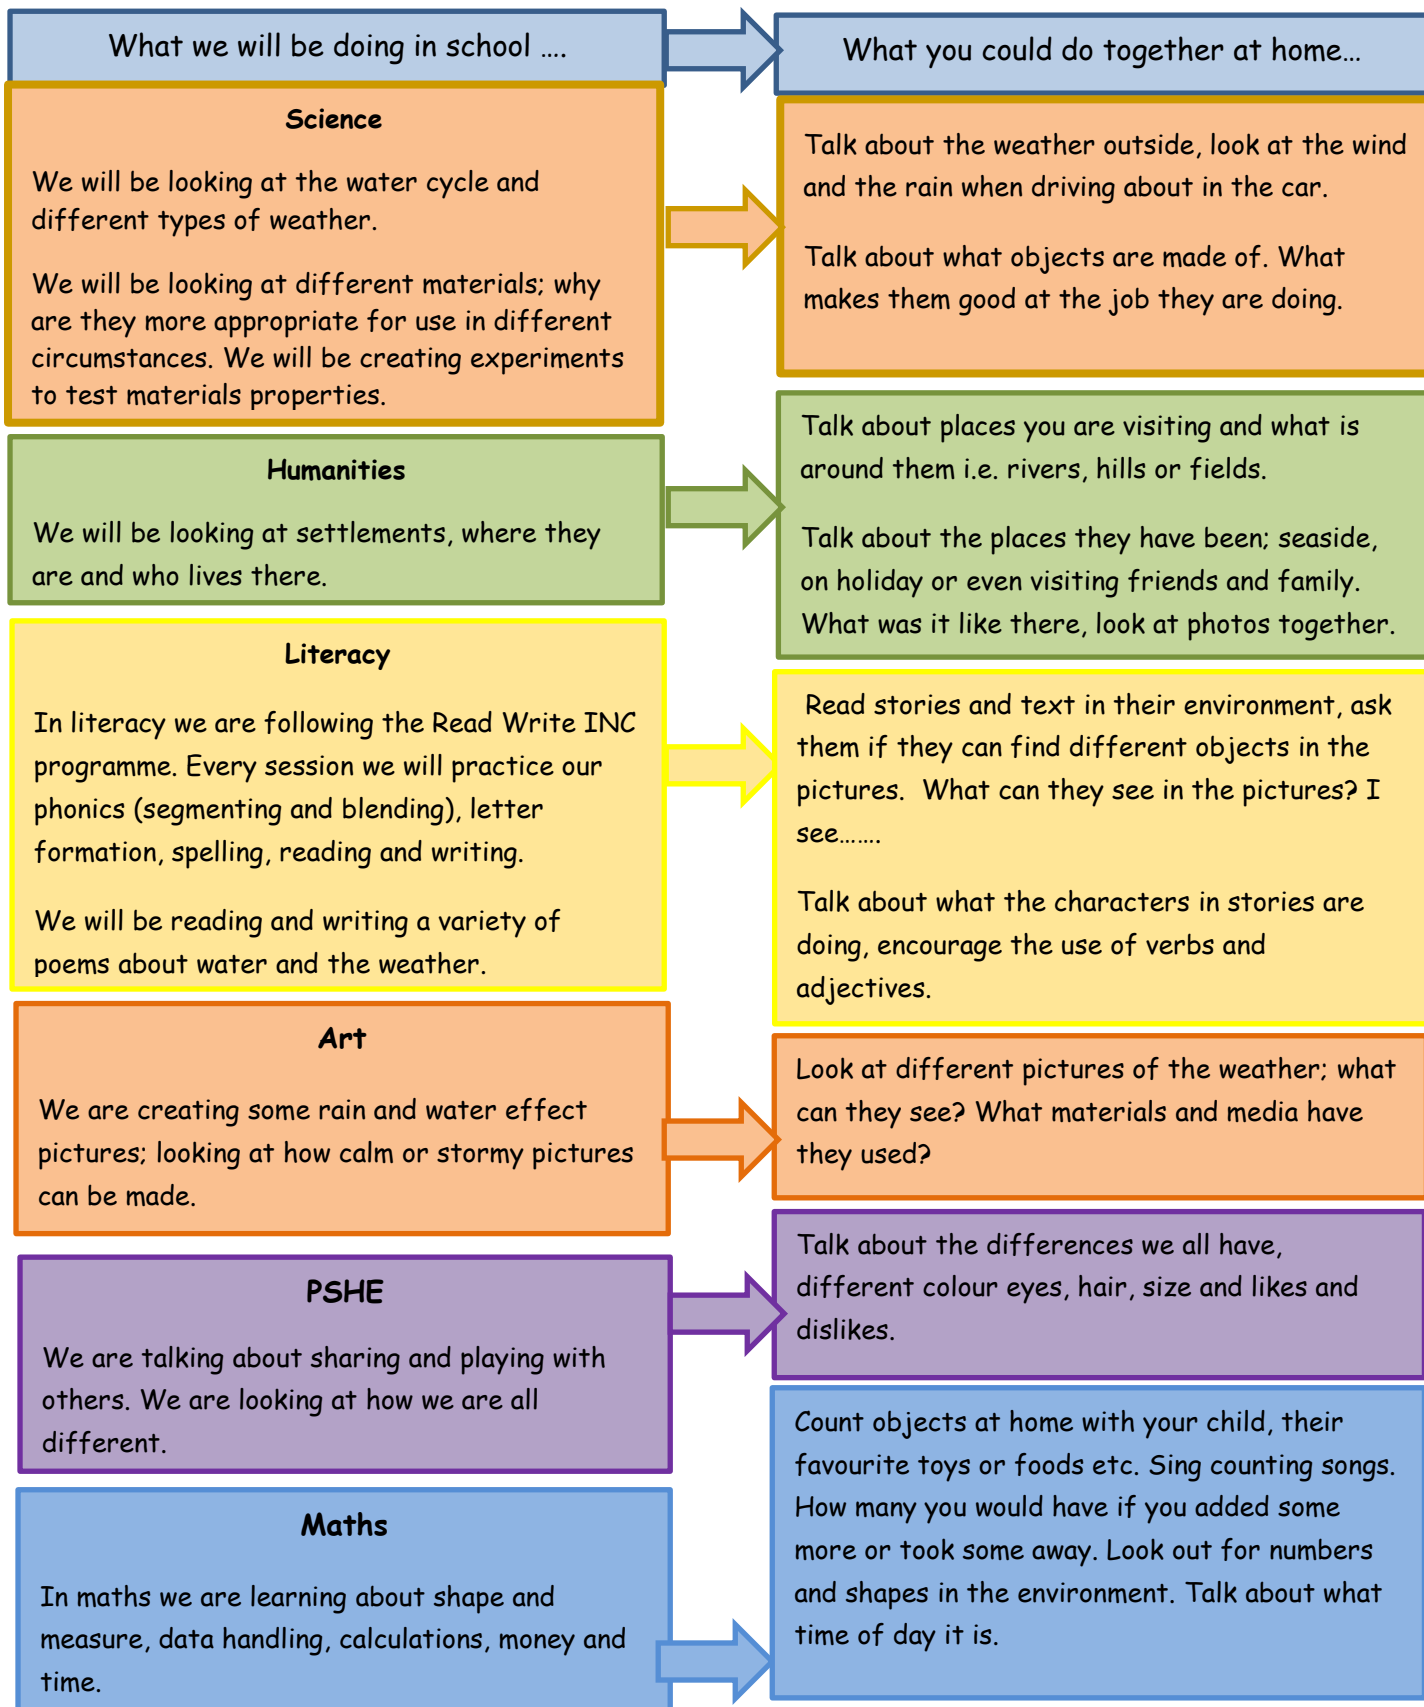 What we will be doing in school ....
What you could do together at home...
Science
We will be looking at the water cycle and
different types of weather.
We will be looking at different materials; why
are they more appropriate for use in different
circumstances. We will be creating experiments
to test materials properties.
Talk about the weather outside, look at the wind
and the rain when driving about in the car.
Talk about what objects are made of. What
makes them good at the job they are doing.
Humanities
We will be looking at settlements, where they
are and who lives there.
Talk about places you are visiting and what is
around them i.e. rivers, hills or fields.
Talk about the places they have been; seaside,
on holiday or even visiting friends and family.
What was it like there, look at photos together.
Literacy
In literacy we are following the Read Write INC
programme. Every session we will practice our
phonics (segmenting and blending), letter
formation, spelling, reading and writing.
We will be reading and writing a variety of
poems about water and the weather.
Read stories and text in their environment, ask
them if they can find different objects in the
pictures.  What can they see in the pictures? I
see.......
Talk about what the characters in stories are
doing, encourage the use of verbs and
adjectives.
Art
We are creating some rain and water effect
pictures; looking at how calm or stormy pictures
can be made.
Look at different pictures of the weather; what
can they see? What materials and media have
they used?
PSHE
We are talking about sharing and playing with
others. We are looking at how we are all
different.
Talk about the differences we all have,
different colour eyes, hair, size and likes and
dislikes.
Maths
In maths we are learning about shape and
measure, data handling, calculations, money and
time.
Count objects at home with your child, their
favourite toys or foods etc. Sing counting songs.
How many you would have if you added some
more or took some away. Look out for numbers
and shapes in the environment. Talk about what
time of day it is.